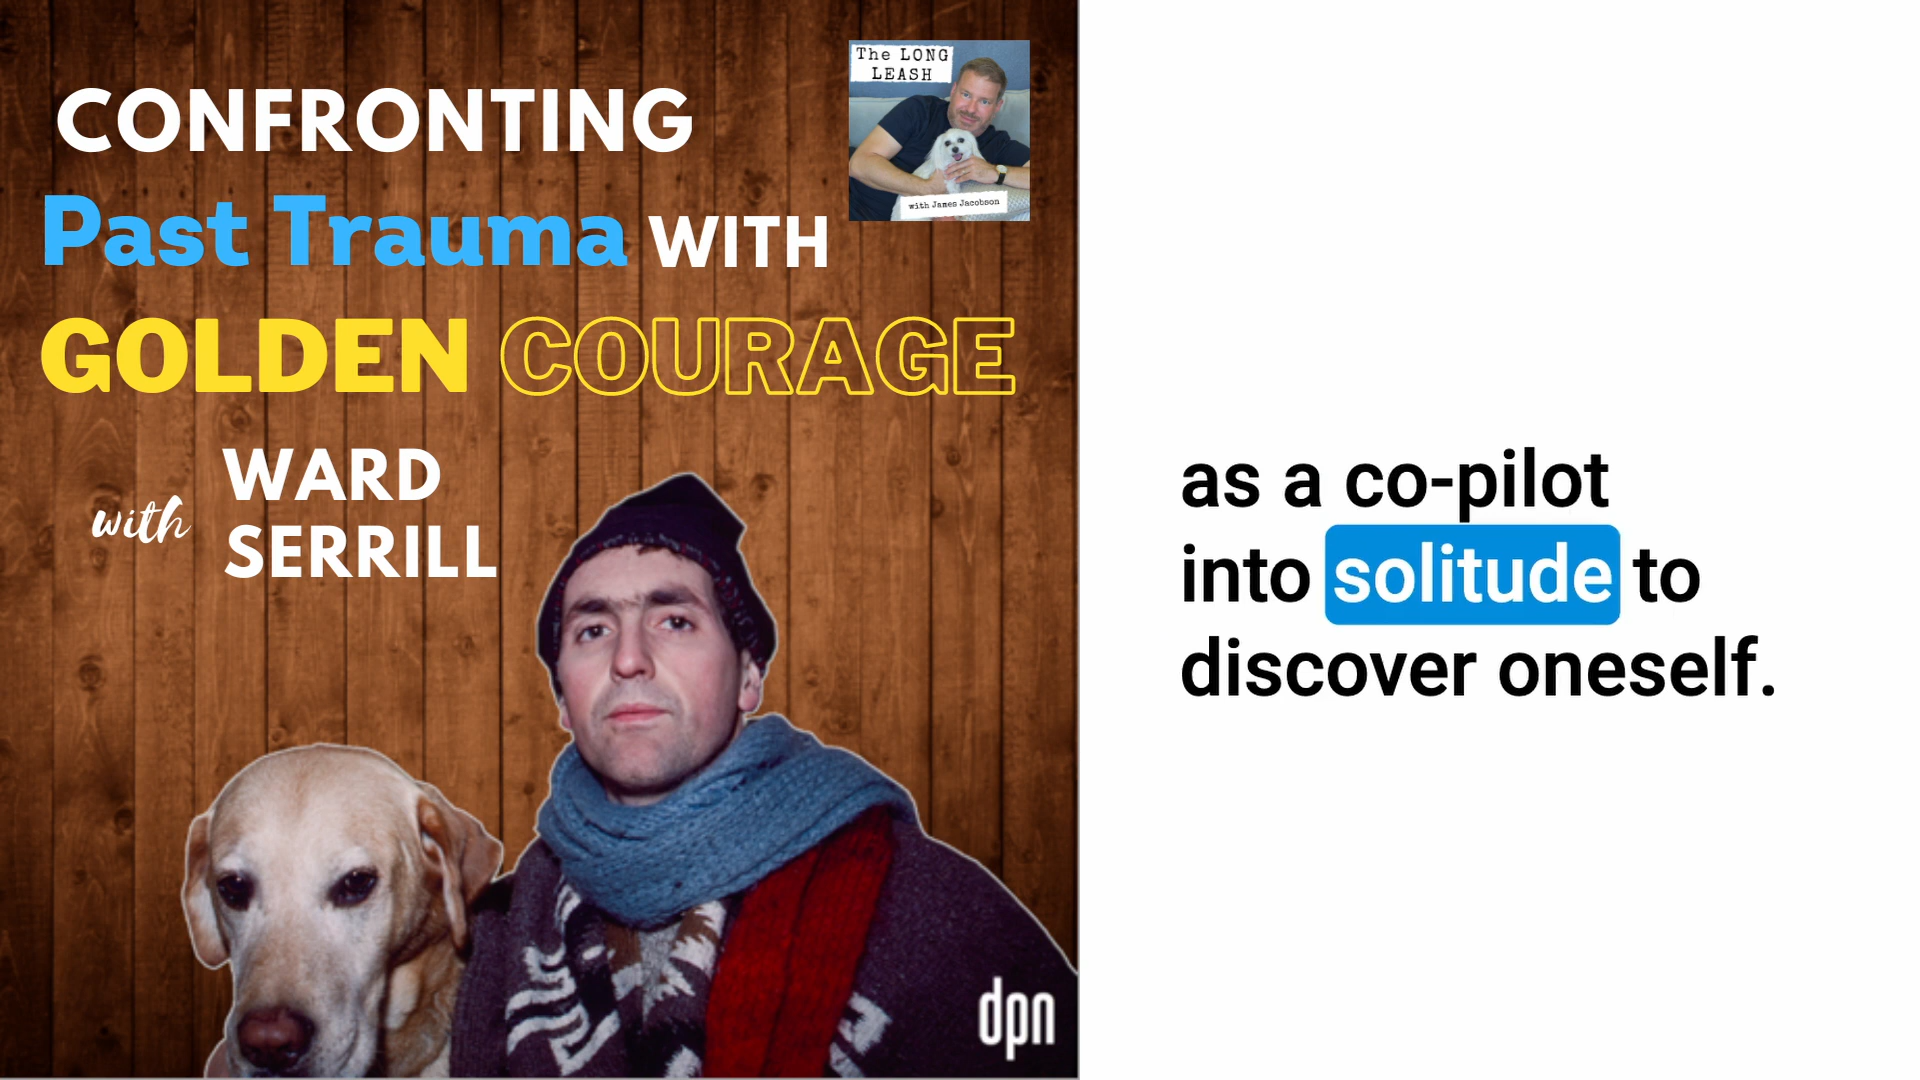 CONFRONTING
Past Trauma WITH
GOLDEN COURAGE
with WARD
SERRILL
The LONG
LEASH
with James Jacobson
dpn
as a co-pilot
into solitude to
discover oneself.